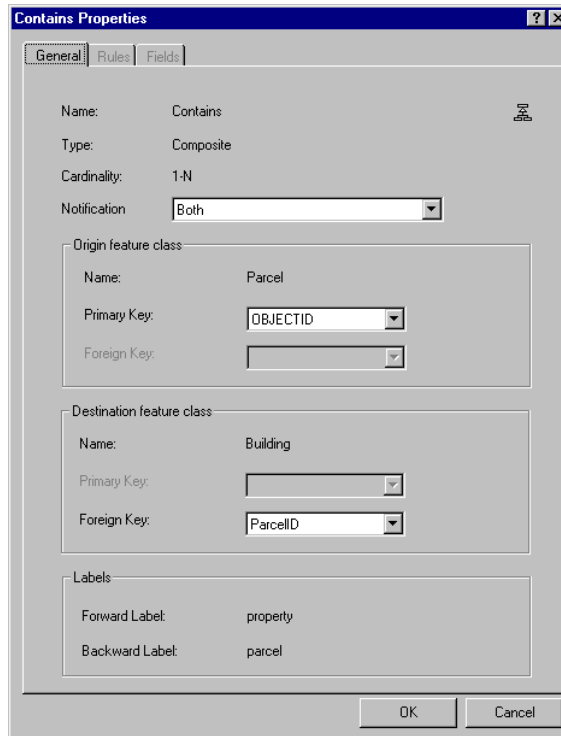 Contains Properties
General Rules Fields
Name: Contains
Type: Composite
Cardinality: 1-N
Notification Both
Origin feature class
Name: Parcel
Primary Key: OBJECTID
Foreign Key:
Destination feature class
Name: Building
Primary Key:
Foreign Key: ParcelID
Labels
Forward Label: property
Backward Label: parcel
OK Cancel